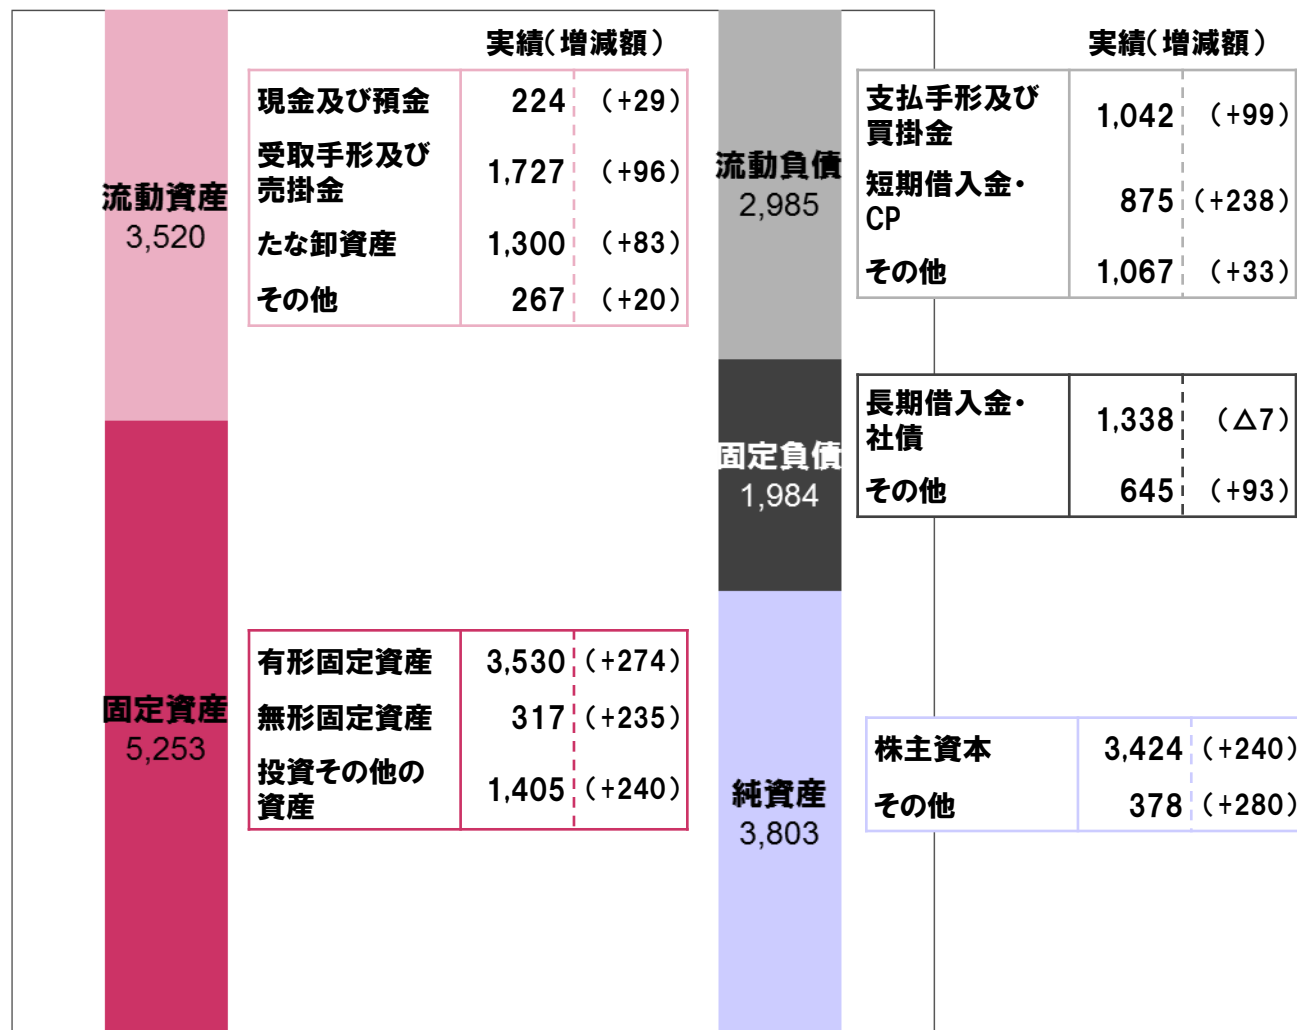 実績(増減額)
流動資産
3,520
現金及び預金 224 (+29)
受取手形及び
売掛金 1,727 (+96)
たな卸資産 1,300 (+83)
その他 267 (+20)
固定資産
5,253
有形固定資産 3,530 (+274)
無形固定資産 317 (+235)
投資その他の
資産 1,405 (+240)
実績(増減額)
流動負債
2,985
支払手形及び
買掛金 1,042 (+99)
短期借入金・
CP 875 (+238)
その他 1,067 (+33)
固定負債
1,984
長期借入金・
社債 1,338 (△7)
その他 645 (+93)
純資産
3,803
株主資本 3,424 (+240)
その他 378 (+280)